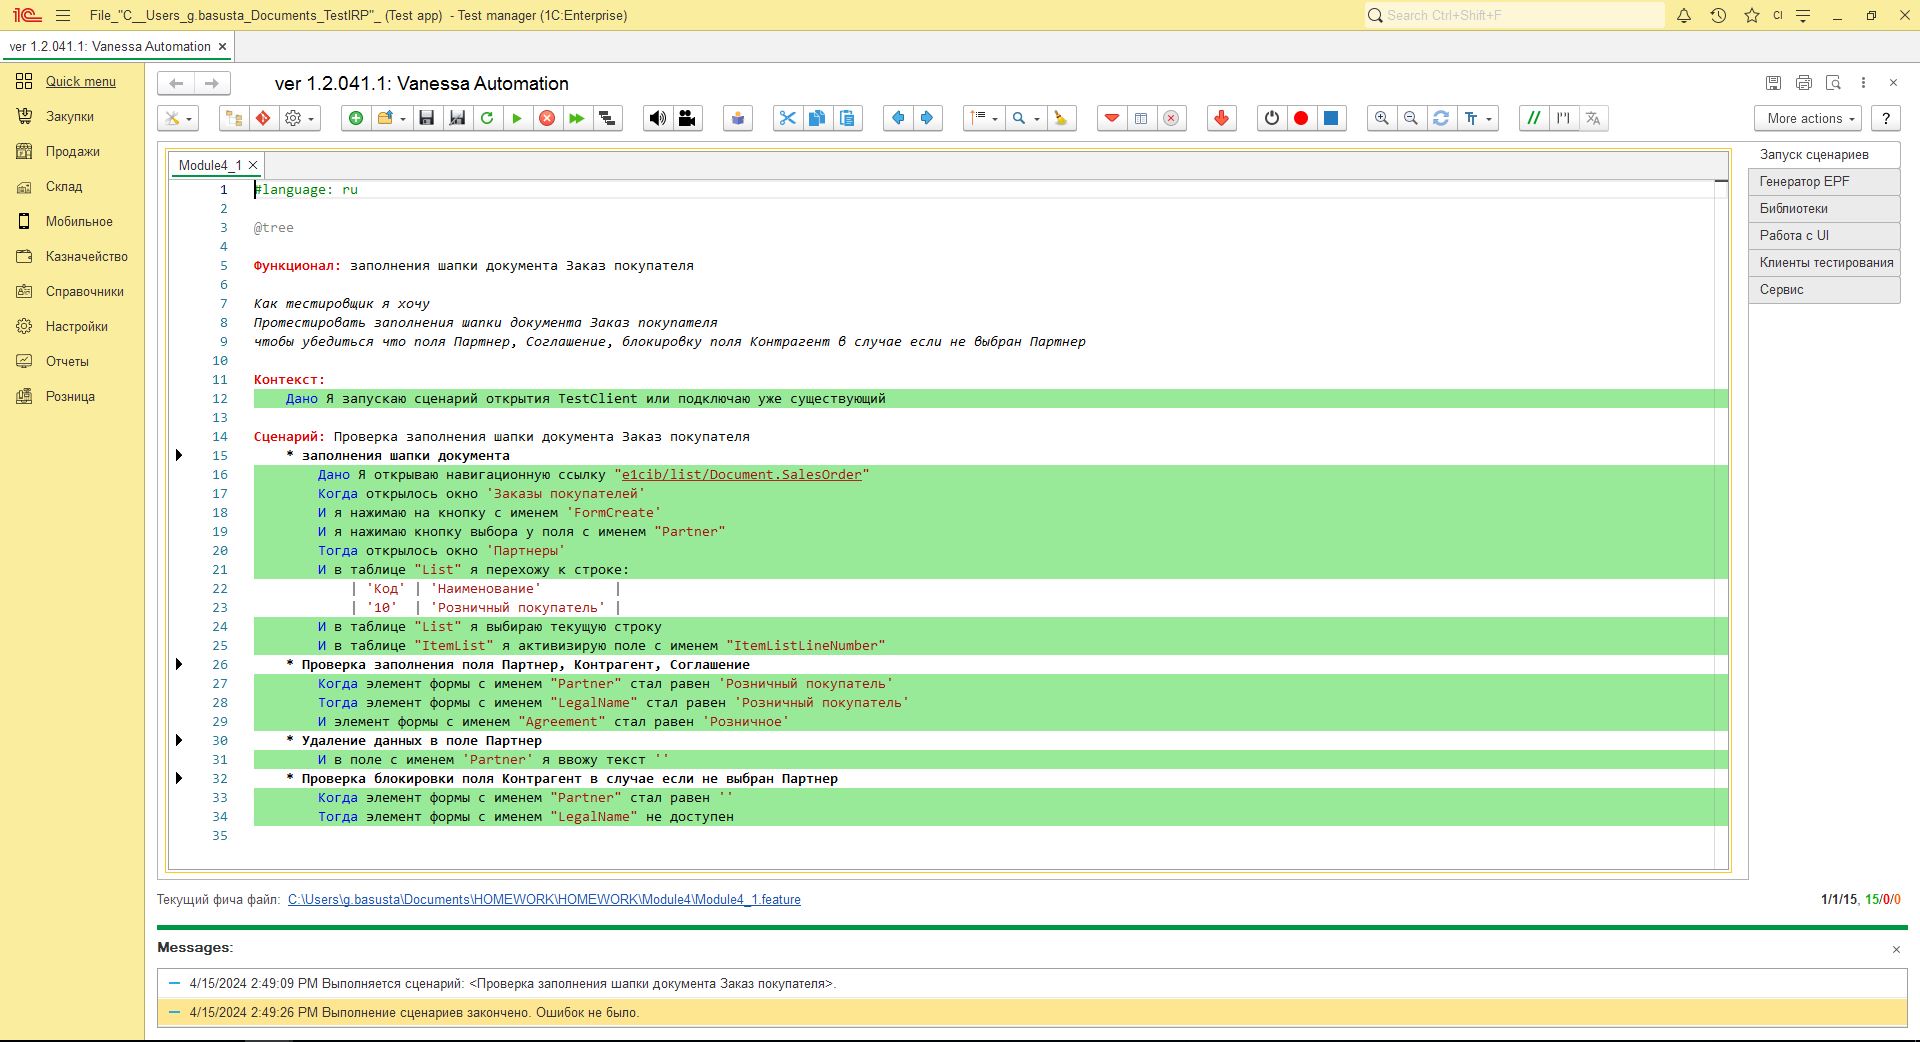 File_"C__Users_g.basusta_Documents_TestIRP"_ (Test app) - Test manager (1C:Enterprise)
Search Ctrl+Shift+F
CI
ver 1.2.041.1: Vanessa Automation ×
Quick menu
Закупки
Продажи
Склад
Мобильное
Казначейство
Справочники
Настройки
Отчеты
Розница
ver 1.2.041.1: Vanessa Automation
More actions
?
Module4_1 ×
1 #language: ru
2
3 @tree
4
5 Функционал: заполнения шапки документа Заказ покупателя
6
7 Как тестировщик я хочу
8 Протестировать заполнения шапки документа Заказ покупателя
9 чтобы убедиться что поля Партнер, Соглашение, блокировку поля Контрагент в случае если не выбран Партнер
10
11 Контекст:
12 Дано Я запускаю сценарий открытия TestClient или подключаю уже существующий
13
14 Сценарий: Проверка заполнения шапки документа Заказ покупателя
15 * заполнения шапки документа
16 Дано Я открываю навигационную ссылку "e1cib/list/Document.SalesOrder"
17 Когда открылось окно 'Заказы покупателей'
18 И я нажимаю на кнопку с именем 'FormCreate'
19 И я нажимаю кнопку выбора у поля с именем "Partner"
20 Тогда открылось окно 'Партнеры'
21 И в таблице "List" я перехожу к строке:
22 | 'Код' | 'Наименование' |
23 | '10' | 'Розничный покупатель' |
24 И в таблице "List" я выбираю текущую строку
25 И в таблице "ItemList" я активизирую поле с именем "ItemListLineNumber"
26 * Проверка заполнения поля Партнер, Контрагент, Соглашение
27 Когда элемент формы с именем "Partner" стал равен 'Розничный покупатель'
28 Тогда элемент формы с именем "LegalName" стал равен 'Розничный покупатель'
29 И элемент формы с именем "Agreement" стал равен 'Розничное'
30 * Удаление данных в поле Партнер
31 И в поле с именем 'Partner' я ввожу текст ''
32 * Проверка блокировки поля Контрагент в случае если не выбран Партнер
33 Когда элемент формы с именем "Partner" стал равен ''
34 Тогда элемент формы с именем "LegalName" не доступен
35
Запуск сценариев
Генератор EPF
Библиотеки
Работа с UI
Клиенты тестирования
Сервис
Текущий фича файл: C:\Users\g.basusta\Documents\HOMEWORK\HOMEWORK\Module4\Module4_1.feature
1/1/15, 15/0/0
Messages:
4/15/2024 2:49:09 PM Выполняется сценарий: <Проверка заполнения шапки документа Заказ покупателя>.
4/15/2024 2:49:26 PM Выполнение сценариев закончено. Ошибок не было.